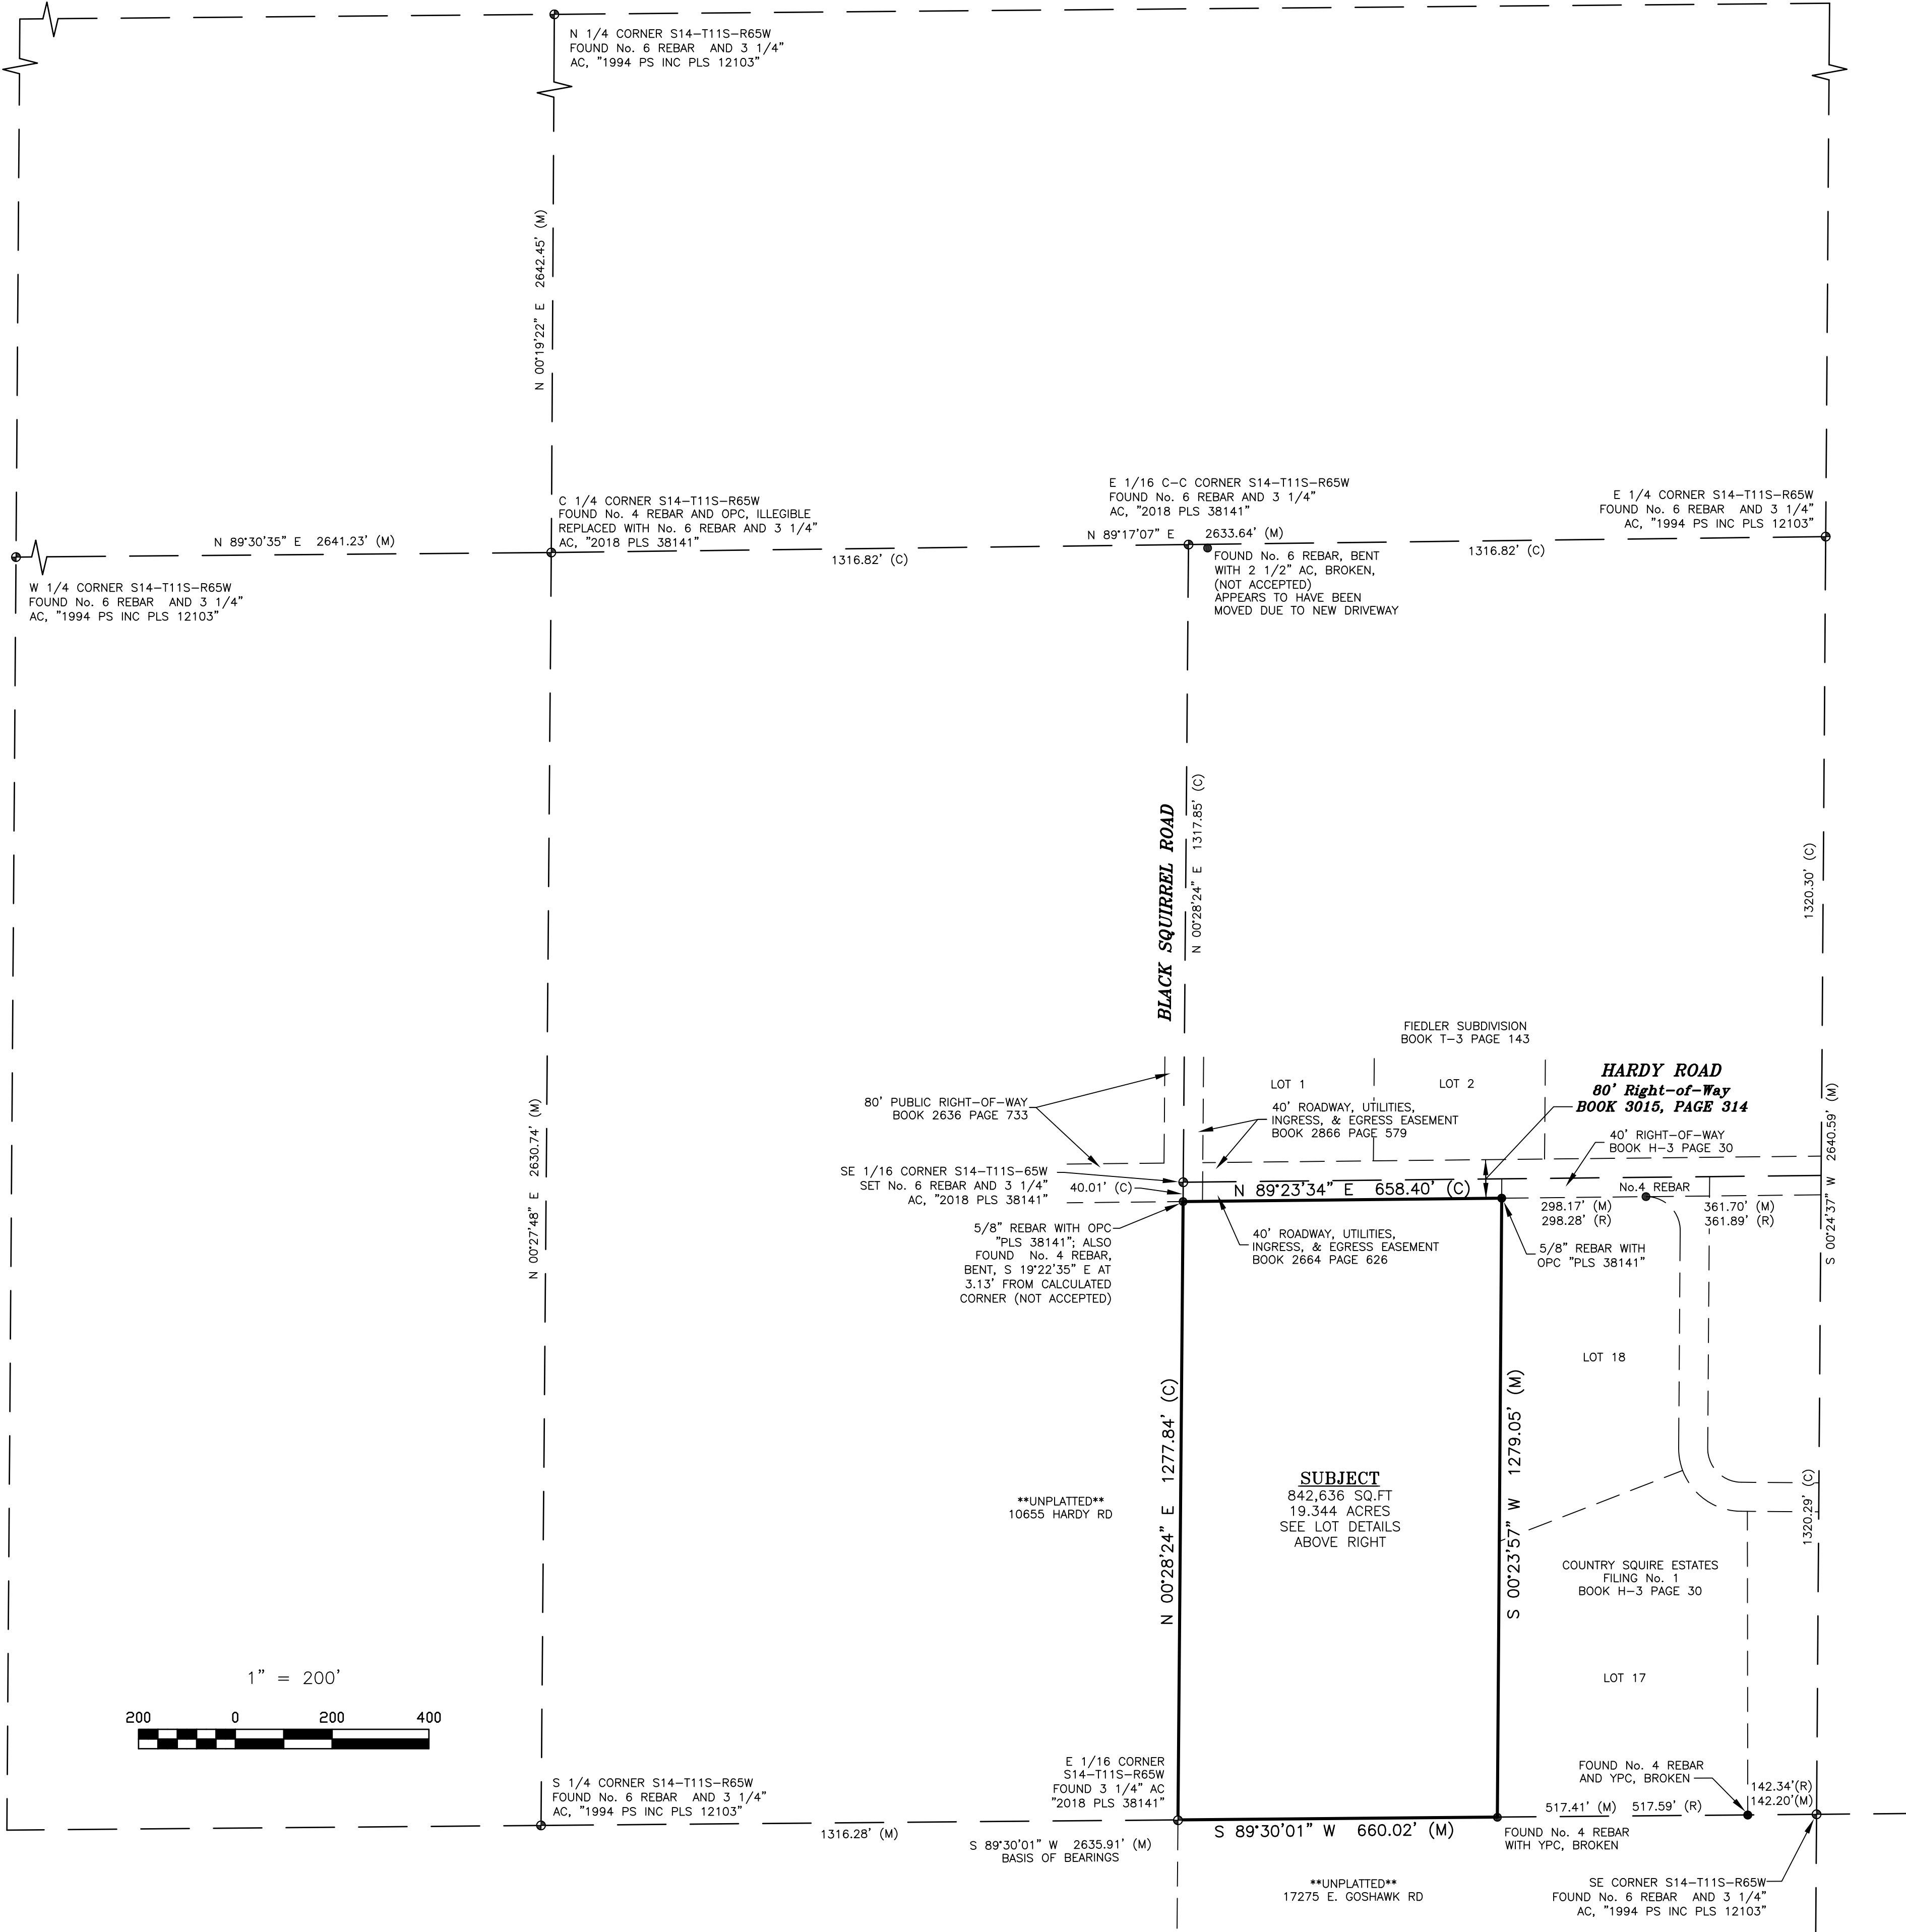 N 1/4 CORNER S14-T11S-R65W
FOUND No. 6 REBAR AND 3 1/4"
AC, "1994 PS INC PLS 12103"
N 00°19'22" E 2642.45' (M)
C 1/4 CORNER S14-T11S-R65W
FOUND No. 4 REBAR AND OPC, ILLEGIBLE
REPLACED WITH No. 6 REBAR AND 3 1/4"
AC, "2018 PLS 38141"
E 1/16 C-C CORNER S14-T11S-R65W
FOUND No. 6 REBAR AND 3 1/4"
AC, "2018 PLS 38141"
E 1/4 CORNER S14-T11S-R65W
FOUND No. 6 REBAR AND 3 1/4"
AC, "1994 PS INC PLS 12103"
N 89°30'35" E 2641.23' (M)
N 89°17'07" E 2633.64' (M)
1316.82' (C)
1316.82' (C)
W 1/4 CORNER S14-T11S-R65W
FOUND No. 6 REBAR AND 3 1/4"
AC, "1994 PS INC PLS 12103"
FOUND No. 6 REBAR, BENT
WITH 2 1/2" AC, BROKEN,
(NOT ACCEPTED)
APPEARS TO HAVE BEEN
MOVED DUE TO NEW DRIVEWAY
BLACK SQUIRREL ROAD
N 00°28'24" E 1317.85' (C)
1320.30' (C)
FIEDLER SUBDIVISION
BOOK T-3 PAGE 143
LOT 1
LOT 2
HARDY ROAD
80' Right-of-Way
BOOK 3015, PAGE 314
80' PUBLIC RIGHT-OF-WAY
BOOK 2636 PAGE 733
40' ROADWAY, UTILITIES,
INGRESS, & EGRESS EASEMENT
BOOK 2866 PAGE 579
40' RIGHT-OF-WAY
BOOK H-3 PAGE 30
S 00°24'37" W 2640.59' (M)
N 00°27'48" E 2630.74' (M)
SE 1/16 CORNER S14-T11S-65W
SET No. 6 REBAR AND 3 1/4"
AC, "2018 PLS 38141"
40.01' (C)
N 89°23'34" E 658.40' (C)
No.4 REBAR
298.17' (M)
298.28' (R)
361.70' (M)
361.89' (R)
5/8" REBAR WITH OPC
"PLS 38141"; ALSO
FOUND No. 4 REBAR,
BENT, S 19°22'35" E AT
3.13' FROM CALCULATED
CORNER (NOT ACCEPTED)
40' ROADWAY, UTILITIES,
INGRESS, & EGRESS EASEMENT
BOOK 2664 PAGE 626
5/8" REBAR WITH
OPC "PLS 38141"
LOT 18
N 00°28'24" E 1277.84' (C)
S 00°23'57" W 1279.05' (M)
SUBJECT
842,636 SQ.FT
19.344 ACRES
SEE LOT DETAILS
ABOVE RIGHT
**UNPLATTED**
10655 HARDY RD
1320.29' (C)
COUNTRY SQUIRE ESTATES
FILING No. 1
BOOK H-3 PAGE 30
LOT 17
1" = 200'
200 0 200 400
S 1/4 CORNER S14-T11S-R65W
FOUND No. 6 REBAR AND 3 1/4"
AC, "1994 PS INC PLS 12103"
E 1/16 CORNER
S14-T11S-R65W
FOUND 3 1/4" AC
"2018 PLS 38141"
FOUND No. 4 REBAR
AND YPC, BROKEN
142.34'(R)
142.20'(M)
517.41' (M) 517.59' (R)
1316.28' (M)
S 89°30'01" W 660.02' (M)
FOUND No. 4 REBAR
WITH YPC, BROKEN
S 89°30'01" W 2635.91' (M)
BASIS OF BEARINGS
**UNPLATTED**
17275 E. GOSHAWK RD
SE CORNER S14-T11S-R65W
FOUND No. 6 REBAR AND 3 1/4"
AC, "1994 PS INC PLS 12103"